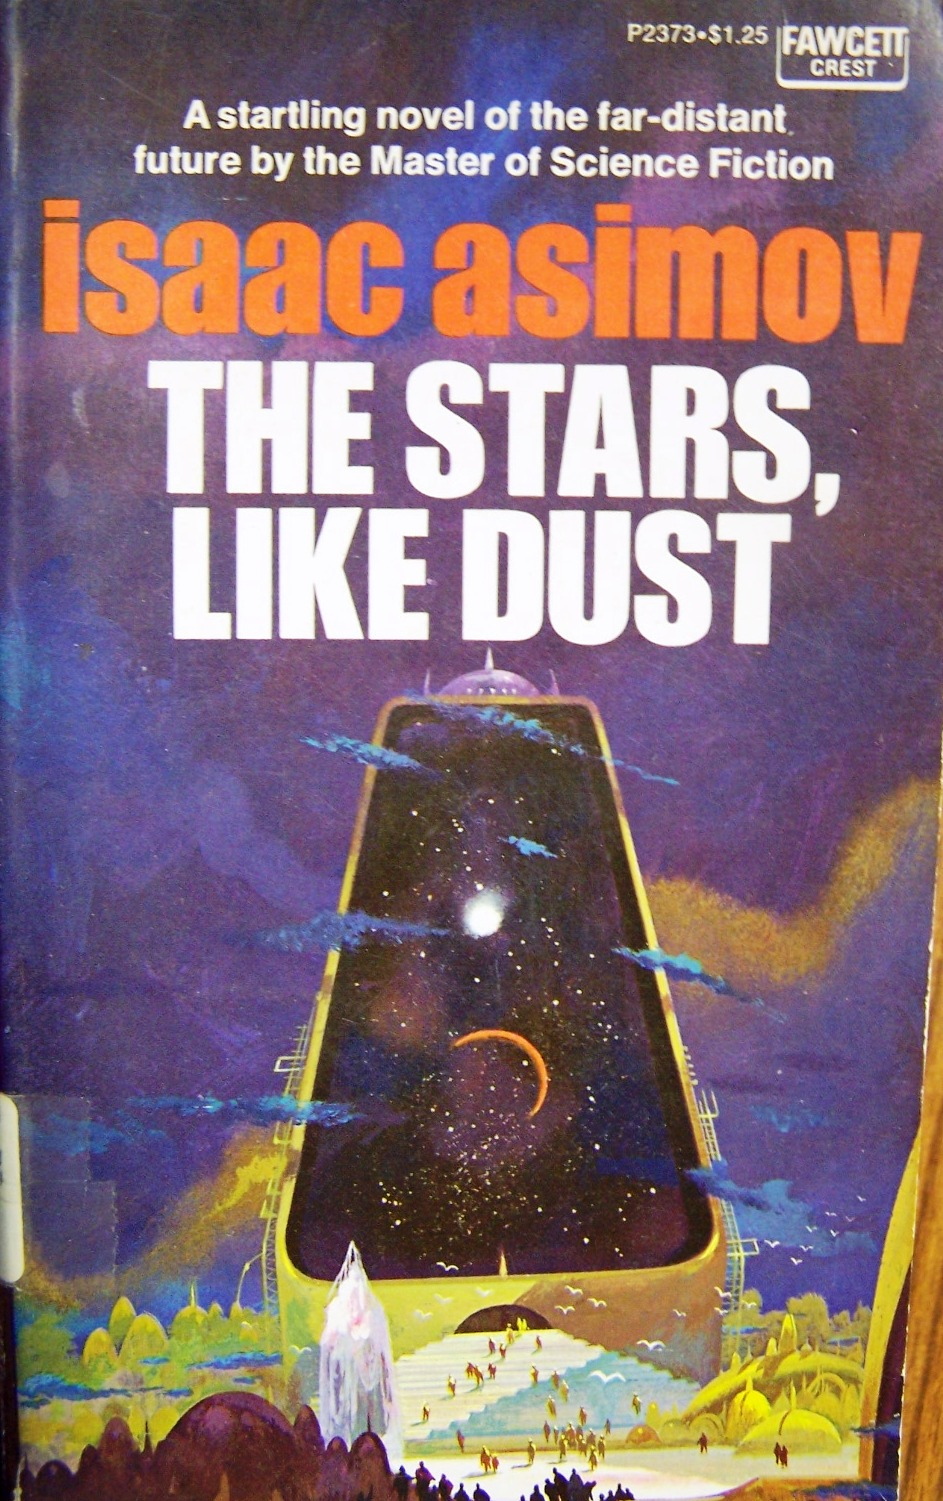 P2373•$1.25
FAWCETT
CREST
A startling novel of the far-distant
future by the Master of Science Fiction
isaac asimov
THE STARS,
LIKE DUST